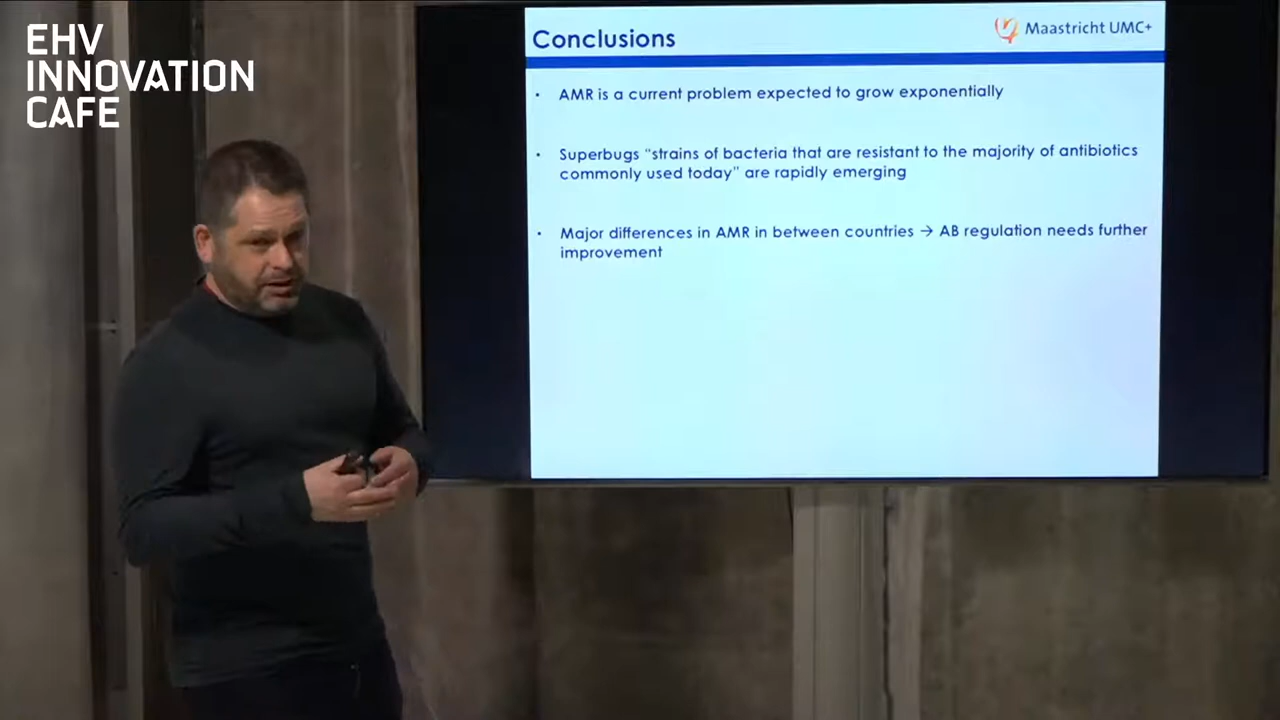 EHV
INNOVATION
CAFE
Conclusions
Maastricht UMC+
• AMR is a current problem expected to grow exponentially
• Superbugs “strains of bacteria that are resistant to the majority of antibiotics
commonly used today” are rapidly emerging
• Major differences in AMR in between countries → AB regulation needs further
improvement